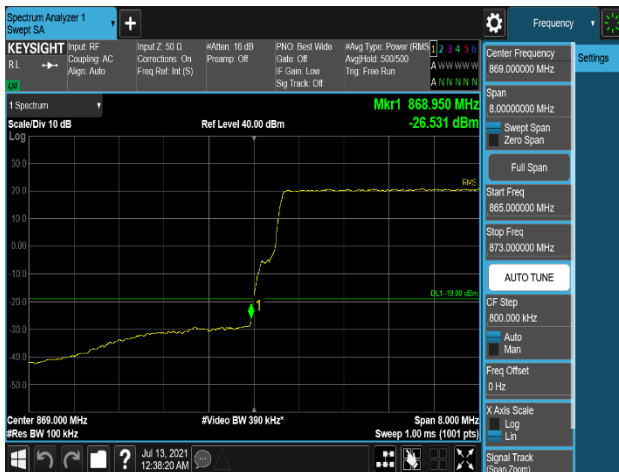 Spectrum Analyzer 1
Swept SA
+
Frequency
KEYSIGHT
RL
Input: RF
Coupling: AC
Align: Auto
Input Z: 50 Ω
Corrections: On
Freq Ref: Int (S)
#Atten: 16 dB
Preamp: Off
PNO: Best Wide
Gate: Off
IF Gain: Low
Sig Track: Off
#Avg Type: Power (RMS
Avg|Hold: 500/500
Trig: Free Run
1 2 3 4 5 6
A W W W W W
A N N N N N
1 Spectrum
Scale/Div 10 dB
Log
Ref Level 40.00 dBm
Mkr1 868.950 MHz
-26.531 dBm
30.0
RMS
10.0
0.00
-10.0
DL1 -19.00 dBm
-20.0
1
-30.0
-40.0
-50.0
Center 869.000 MHz
#Res BW 100 kHz
#Video BW 390 kHz*
Span 8.000 MHz
Sweep 1.00 ms (1001 pts)
?
Jul 13, 2021
12:38:20 AM
Center Frequency
869.000000 MHz
Settings
Span
8.00000000 MHz
Swept Span
Zero Span
Full Span
Start Freq
865.000000 MHz
Stop Freq
873.000000 MHz
AUTO TUNE
CF Step
800.000 kHz
Auto
Man
Freq Offset
0 Hz
X Axis Scale
Log
Lin
Signal Track
(Span Zoom)